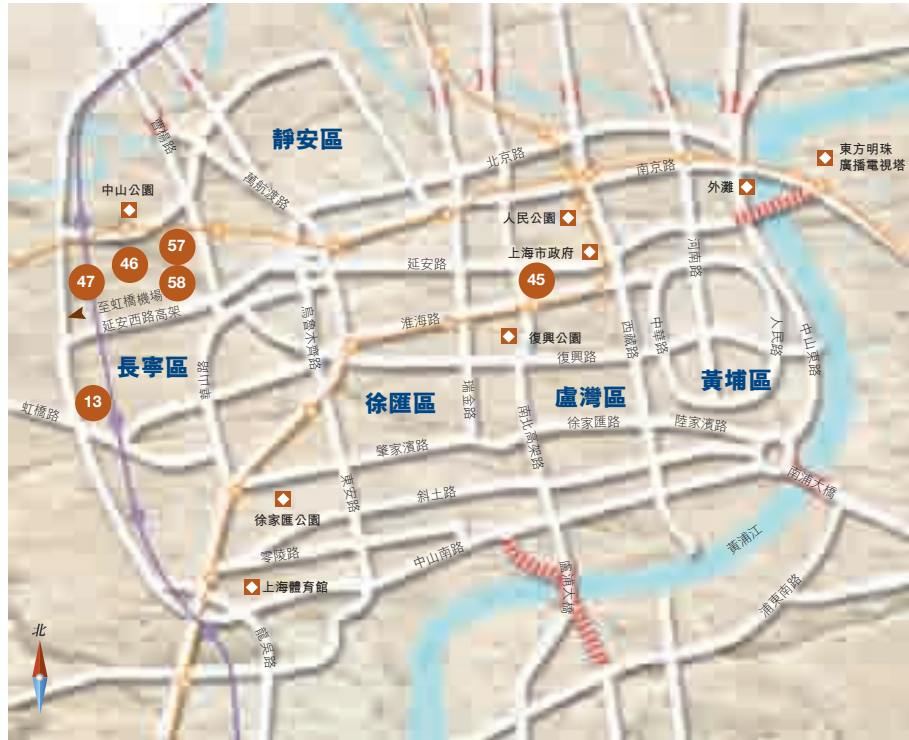 曹楊路
靜安區
北京路
南京路
東方明珠
廣播電視塔
萬航渡路
中山公園
外灘
人民公園
上海市政府
河南路
57
46
47
58
延安路
45
至虹橋機場
延安西路高架
烏魯木齊路
淮海路
西藏路
中華路
人民路
中山東路
復興公園
復興路
長寧區
徐匯區
盧灣區
黃埔區
13
虹橋路
瑞金路
南北高架路
徐家匯路
陸家濱路
肇家濱路
東安路
斜土路
南浦大橋
徐家匯公園
黃浦江
零陵路
中山南路
盧浦大橋
浦東南路
上海體育館
龍吳路
北